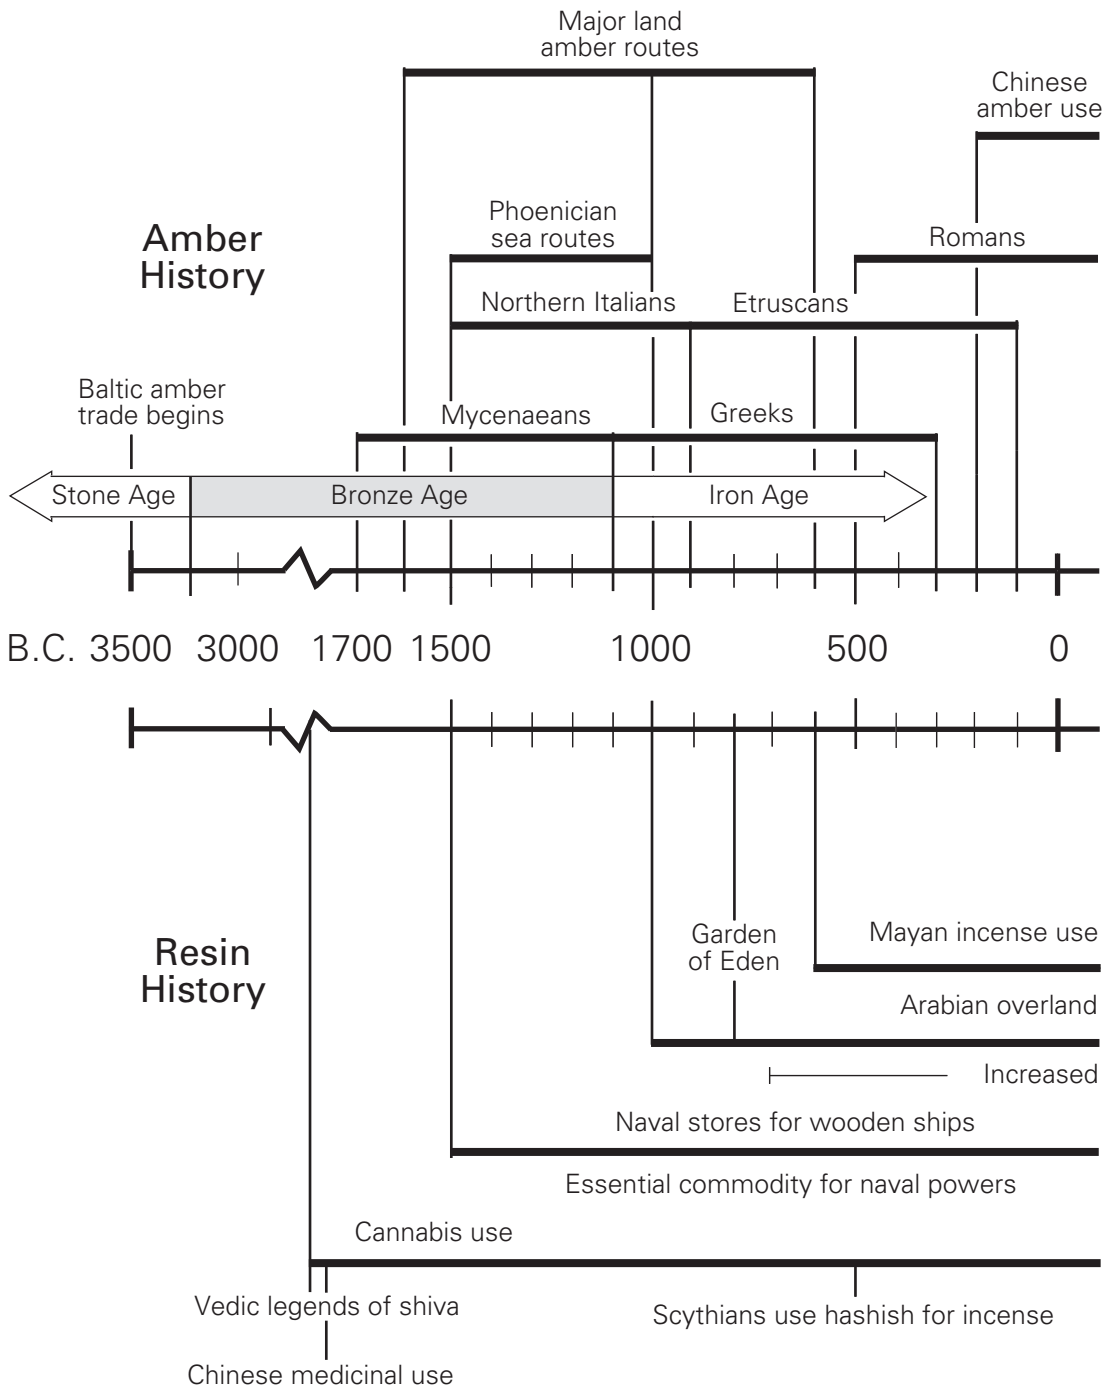 Major land
amber routes
Chinese
amber use
Amber
History
Phoenician
sea routes
Romans
Northern Italians
Etruscans
Baltic amber
trade begins
Mycenaeans
Greeks
Stone Age
Bronze Age
Iron Age
B.C. 3500 3000 1700 1500 1000 500 0
Resin
History
Garden
of Eden
Mayan incense use
Arabian overland
Increased
Naval stores for wooden ships
Essential commodity for naval powers
Cannabis use
Vedic legends of shiva
Scythians use hashish for incense
Chinese medicinal use